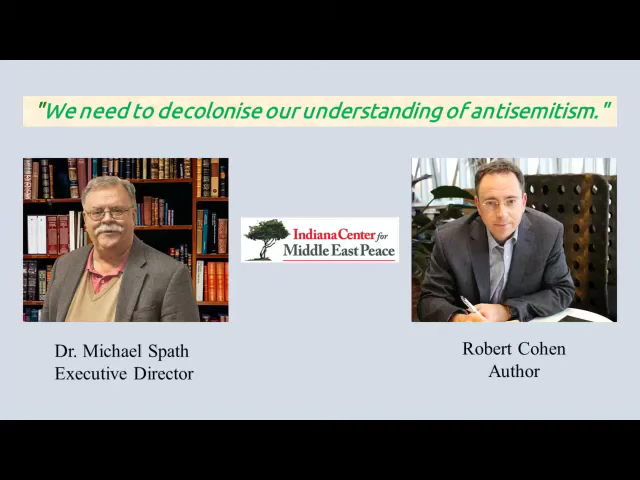 "We need to decolonise our understanding of antisemitism."
Indiana Center for
Middle East Peace
Dr. Michael Spath
Executive Director
Robert Cohen
Author